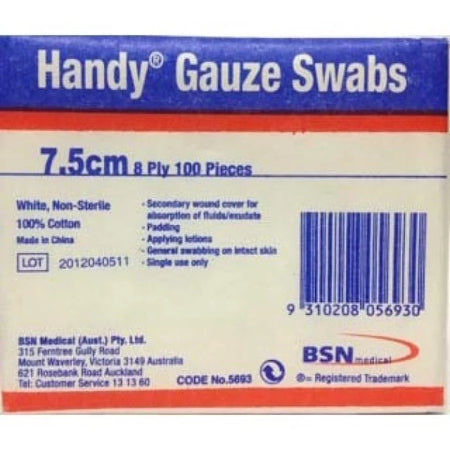 Handy® Gauze Swabs
7.5cm 8 Ply 100 Pieces
White, Non-Sterile
100% Cotton
Made in China
LOT 2012040511
· Secondary wound cover for
absorption of fluids/exudate
· Padding
· Applying lotions
· General swabbing on intact skin
· Single use only
9 310208 056930
BSN Medical (Aust.) Pty. Ltd.
315 Ferntree Gully Road
Mount Waverley, Victoria 3149 Australia
621 Rosebank Road Auckland
Tel: Customer Service 13 13 60
CODE No.5693
BSN medical
®= Registered Trademark